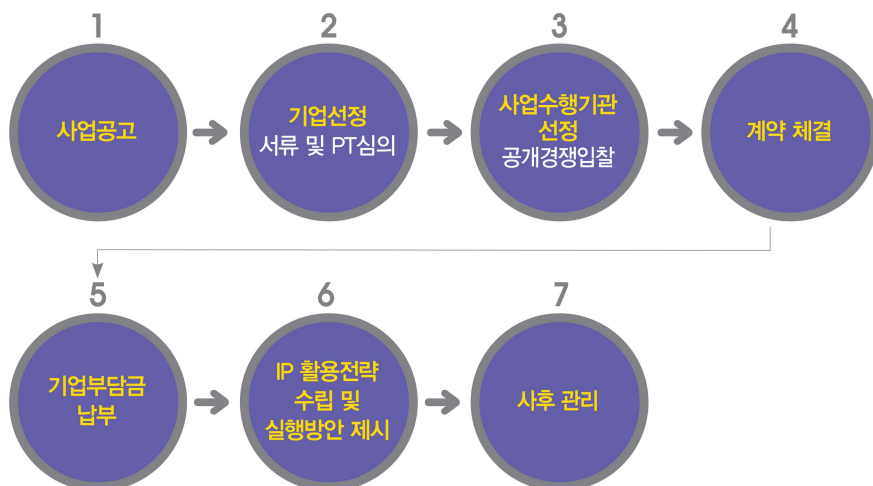 1
사업공고
2
기업선정
서류 및 PT심의
3
사업수행기관
선정
공개경쟁입찰
4
계약 체결
5
기업부담금
납부
6
IP 활용전략
수립 및
실행방안 제시
7
사후 관리